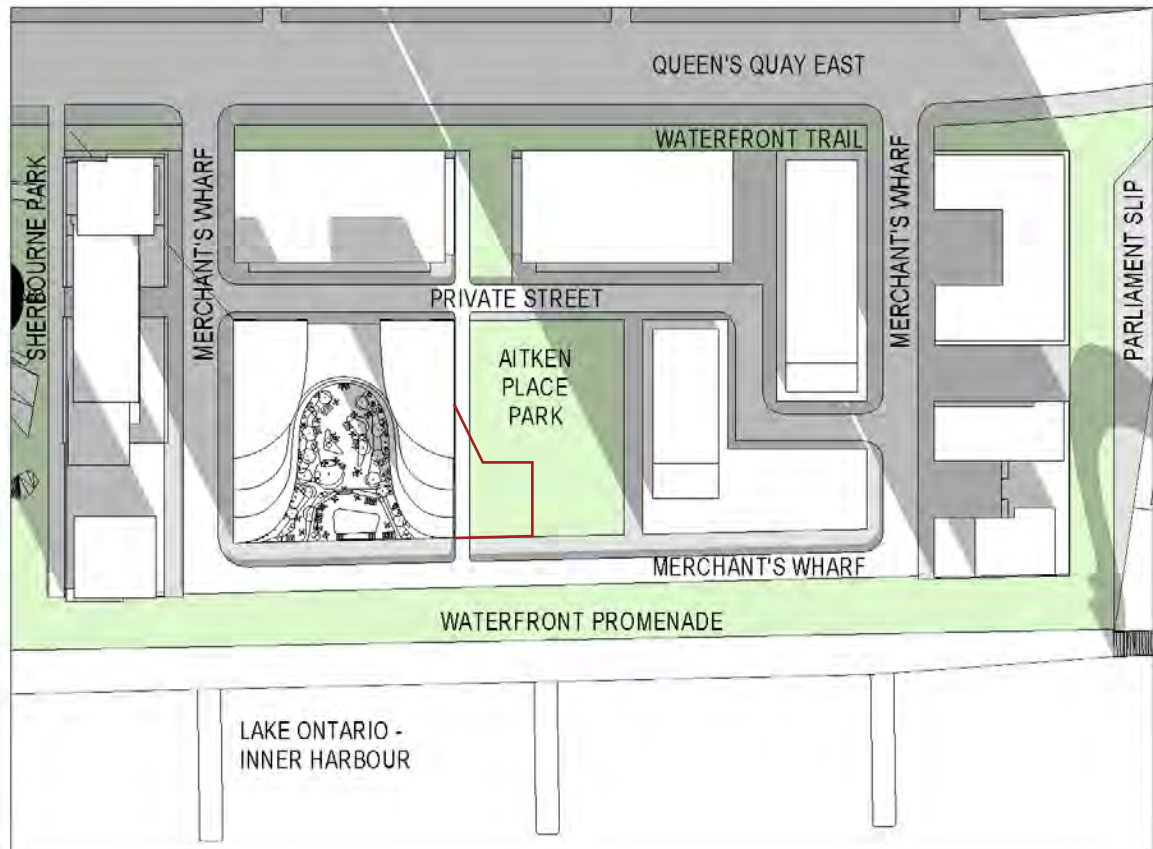 QUEEN'S QUAY EAST
WATERFRONT TRAIL
SHERBOURNE PARK
MERCHANT'S WHARF
MERCHANT'S WHARF
PARLIAMENT SLIP
PRIVATE STREET
AITKEN
PLACE
PARK
MERCHANT'S WHARF
WATERFRONT PROMENADE
LAKE ONTARIO -
INNER HARBOUR